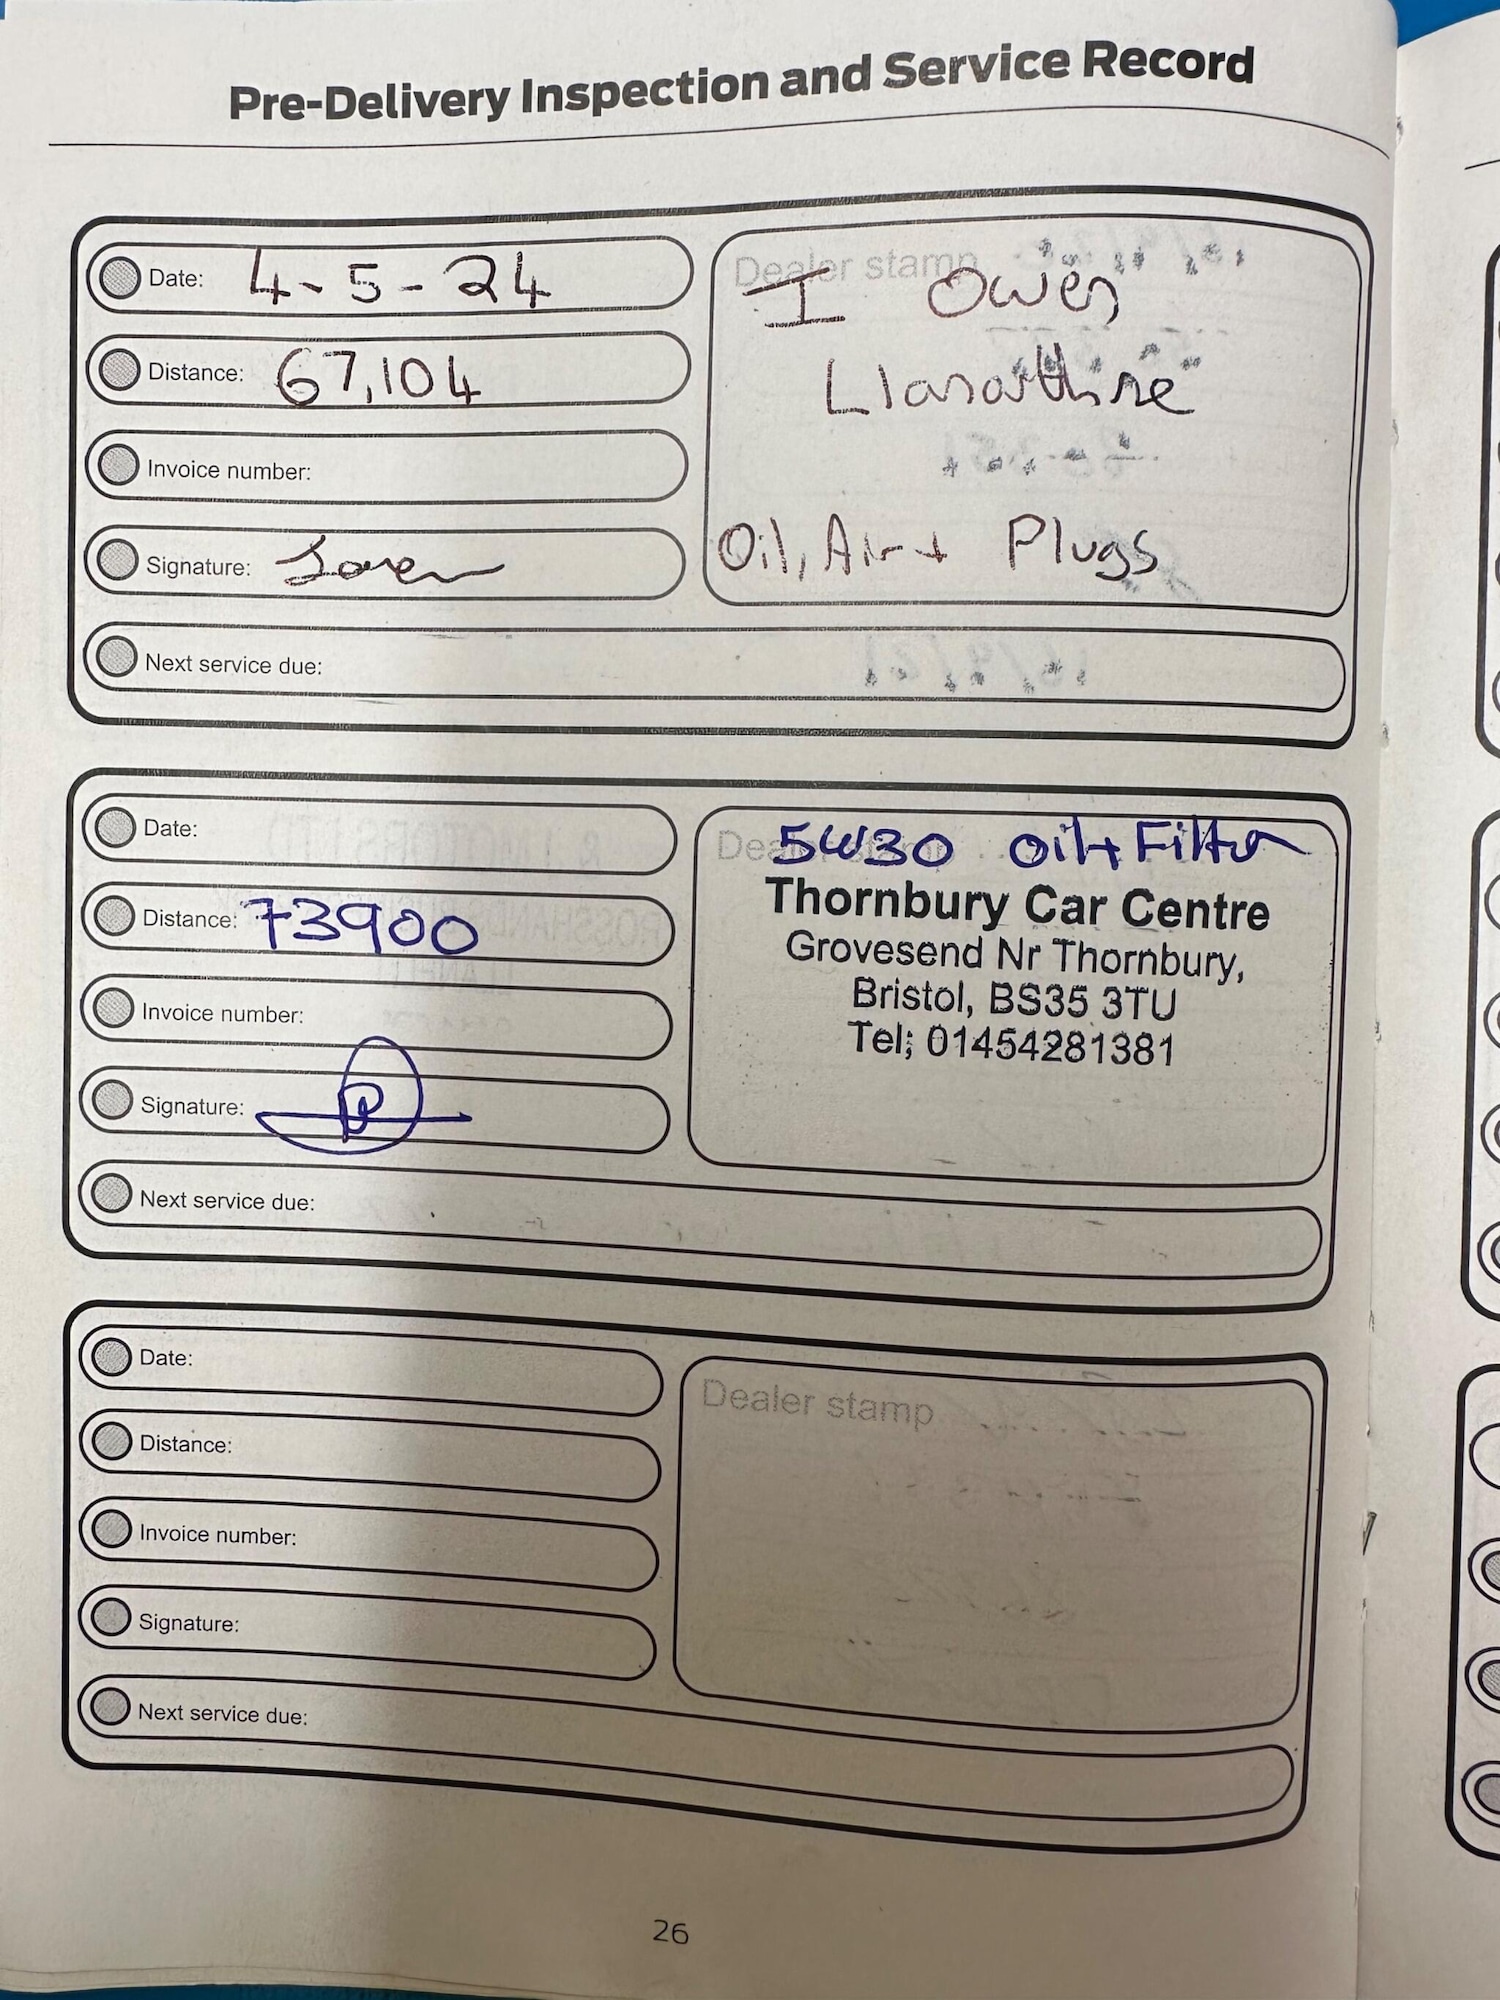 Pre-Delivery Inspection and Service Record
Date: 4-5-24
Distance: 67,104
Invoice number:
Signature:
Next service due:
Dealer stamp
I Owen
Llanarthne
Oil, Air + Plugs
Date:
Distance: 73900
Invoice number:
Signature:
Next service due:
Dealer stamp
5W30 Oil + Filter
Thornbury Car Centre
Grovesend Nr Thornbury,
Bristol, BS35 3TU
Tel; 01454281381
Date:
Distance:
Invoice number:
Signature:
Next service due:
Dealer stamp
26